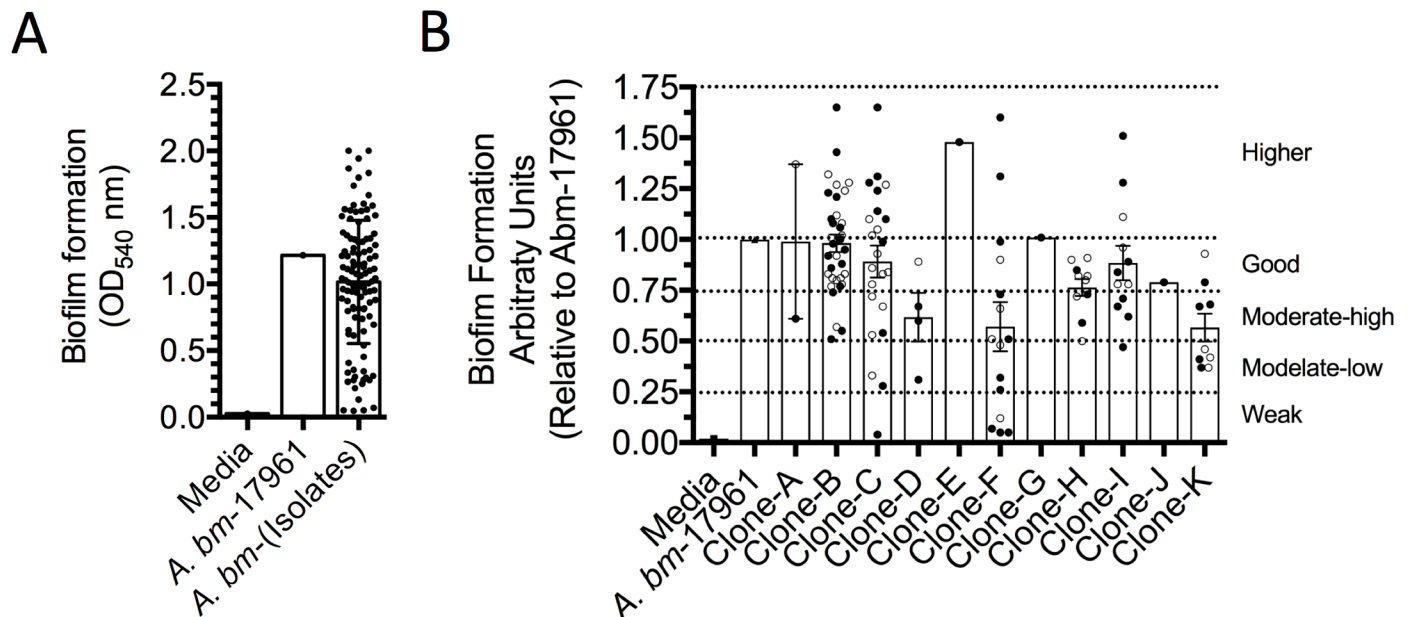 A
Biofilm formation
(OD540 nm)
2.5
2.0
1.5
1.0
0.5
0.0
Media
A. bm-17961
A. bm-(Isolates)
B
Biofim Formation
Arbitraty Units
(Relative to Abm-17961)
1.75
1.50
1.25
1.00
0.75
0.50
0.25
0.00
Higher
Good
Moderate-high
Modelate-low
Weak
Media
A. bm-17961
Clone-A
Clone-B
Clone-C
Clone-D
Clone-E
Clone-F
Clone-G
Clone-H
Clone-I
Clone-J
Clone-K